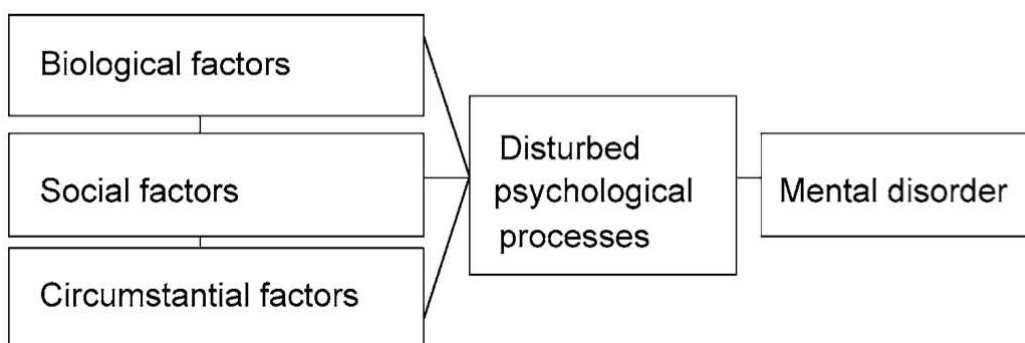 Biological factors
Social factors
Circumstantial factors
Disturbed
psychological
processes
Mental disorder